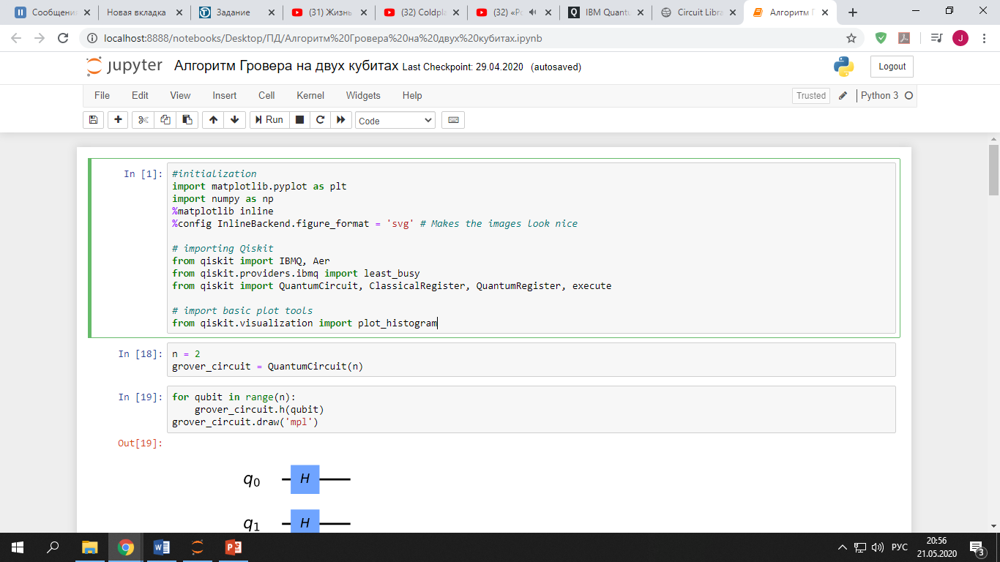 Сообщения
Новая вкладка
Задание
(31) Жизнь
(32) Coldpla
(32) «Ро
IBM Quantu
Circuit Libra
Алгоритм Г
localhost:8888/notebooks/Desktop/ПД/Алгоритм%20Гровера%20на%20двух%20кубитах.ipynb
J
jupyter Алгоритм Гровера на двух кубитах Last Checkpoint: 29.04.2020 (autosaved)
Logout
File Edit View Insert Cell Kernel Widgets Help
Trusted Python 3
Run Code
In [1]: #initialization
import matplotlib.pyplot as plt
import numpy as np
%matplotlib inline
%config InlineBackend.figure_format = 'svg' # Makes the images look nice
# importing Qiskit
from qiskit import IBMQ, Aer
from qiskit.providers.ibmq import least_busy
from qiskit import QuantumCircuit, ClassicalRegister, QuantumRegister, execute
# import basic plot tools
from qiskit.visualization import plot_histogram
In [18]: n = 2
grover_circuit = QuantumCircuit(n)
In [19]: for qubit in range(n):
    grover_circuit.h(qubit)
grover_circuit.draw('mpl')
Out[19]:
q0 H
q1 H
РУС
20:56
21.05.2020
3